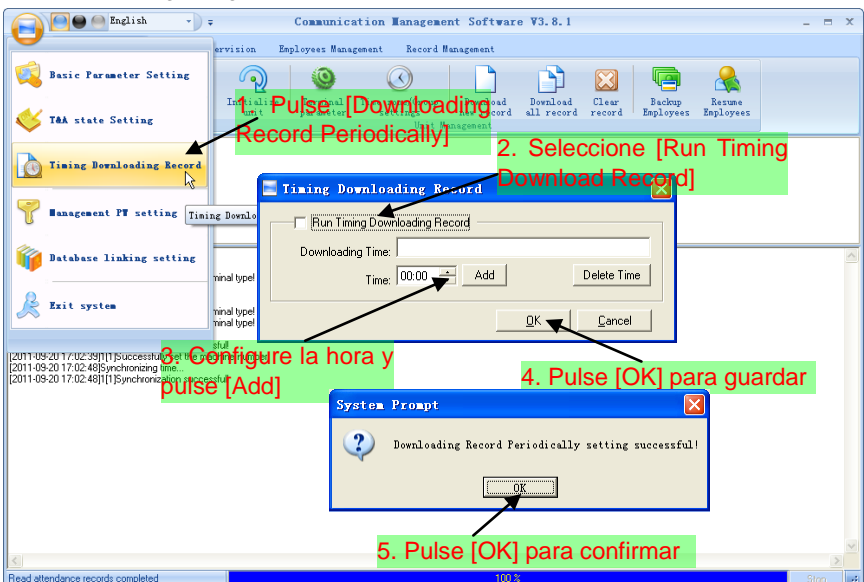 English
Communication Management Software V3.8.1
ervision Employees Management Record Management
Basic Parameter Setting
T&A state Setting
Timing Downloading Record
Management PW setting
Database linking setting
Exit system
Timing Downlo
Download all record
Clear record
Backup Employees
Resume Employees
1. Pulse [Downloading
Record Periodically]
2. Seleccione [Run Timing
Download Record]
Timing Downloading Record
Run Timing Downloading Record
Downloading Time:
Time: 00:00 Add Delete Time
OK Cancel
minal type!
minal type!
minal type!
[2011-09-20 17:02:39][1]Successfully set the machine number
[2011-09-20 17:02:48]Synchronizing time...
[2011-09-20 17:02:48][1]Synchronization successful!
3. Configure la hora y
pulse [Add]
4. Pulse [OK] para guardar
System Prompt
Downloading Record Periodically setting successful!
OK
5. Pulse [OK] para confirmar
Read attendance records completed 100% Stop